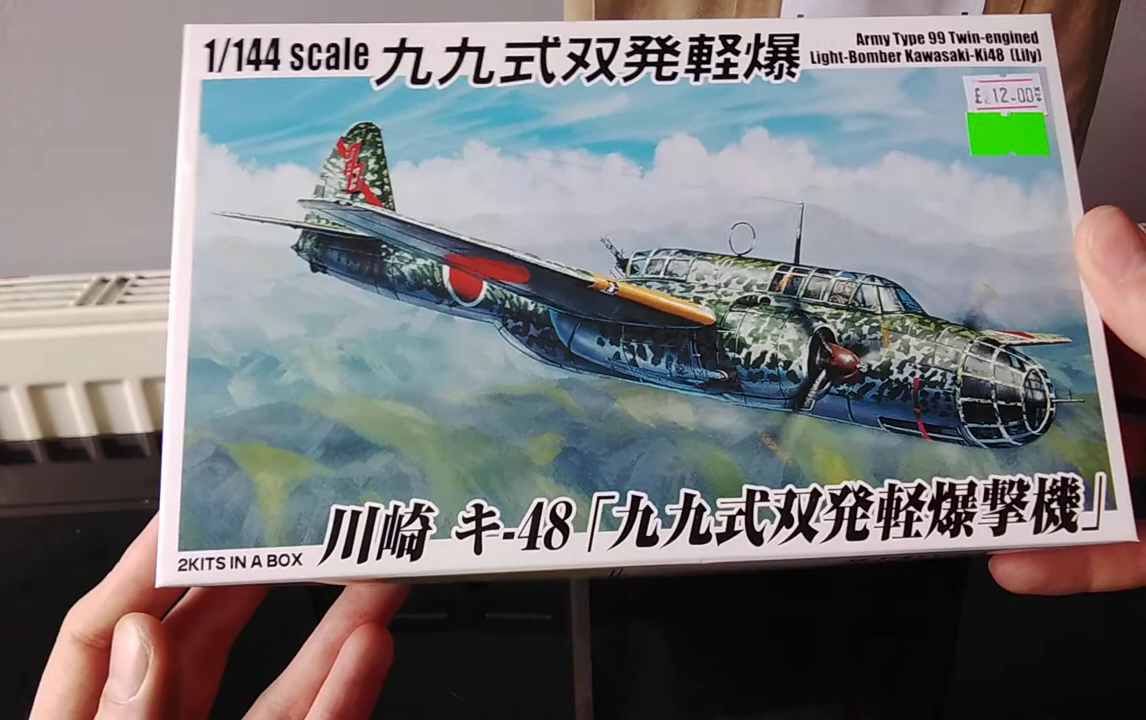 1/144 scale 九九式双発軽爆
Army Type 99 Twin-engined
Light-Bomber Kawasaki-Ki48 (Lily)
£12.00
川崎 キ-48「九九式双発軽爆撃機」
2KITS IN A BOX